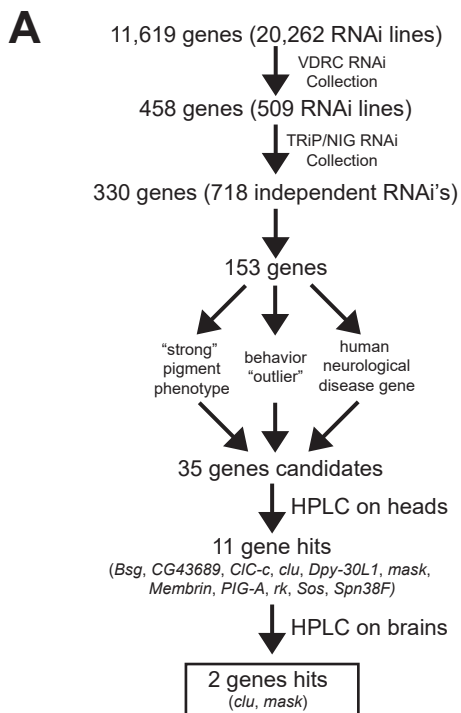 A
11,619 genes (20,262 RNAi lines)
VDRC RNAi
Collection
458 genes (509 RNAi lines)
TRiP/NIG RNAi
Collection
330 genes (718 independent RNAi's)
153 genes
"strong"
pigment
phenotype
behavior
"outlier"
human
neurological
disease gene
35 genes candidates
HPLC on heads
11 gene hits
(Bsg, CG43689, ClC-c, clu, Dpy-30L1, mask,
Membrin, PIG-A, rk, Sos, Spn38F)
HPLC on brains
2 genes hits
(clu, mask)